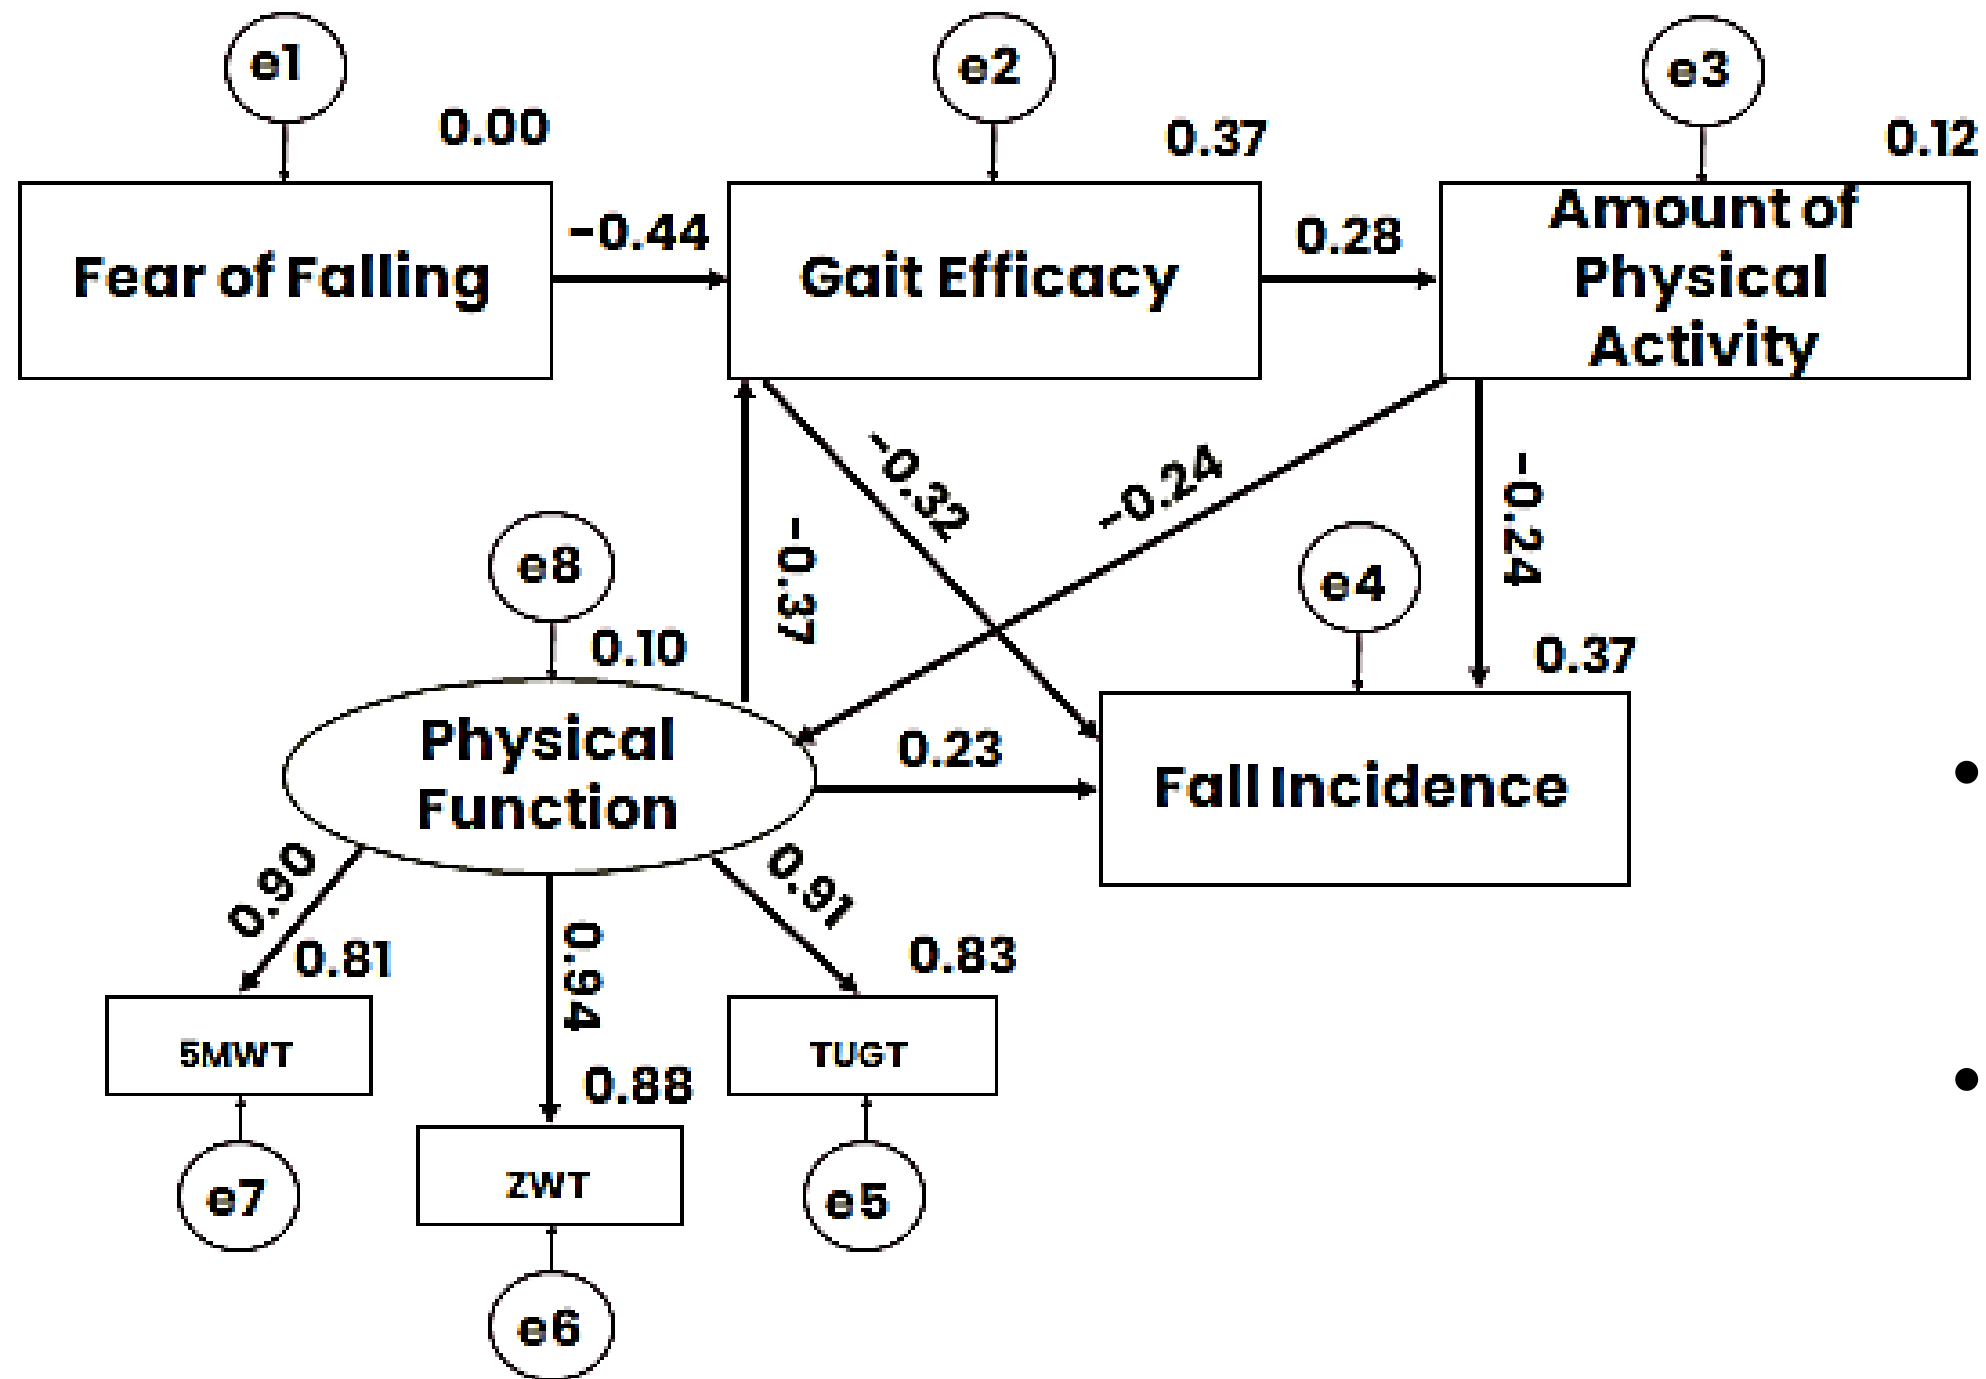 e1
e2
e3
0.00
0.37
0.12
Fear of Falling
-0.44
Gait Efficacy
0.28
Amount of
Physical
Activity
-0.32
-0.24
-0.24
-0.37
e8
e4
0.10
0.37
Physical
Function
0.23
Fall Incidence
0.90
0.91
0.94
0.81
0.83
5MWT
TUGT
0.88
ZWT
e7
e5
e6